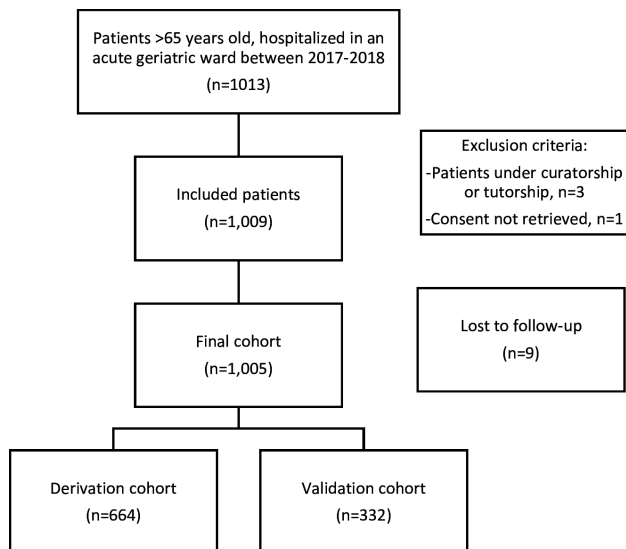 Patients >65 years old, hospitalized in an
acute geriatric ward between 2017-2018
(n=1013)
Exclusion criteria:
-Patients under curatorship
or tutorship, n=3
-Consent not retrieved, n=1
Included patients
(n=1,009)
Final cohort
(n=1,005)
Lost to follow-up
(n=9)
Derivation cohort
(n=664)
Validation cohort
(n=332)